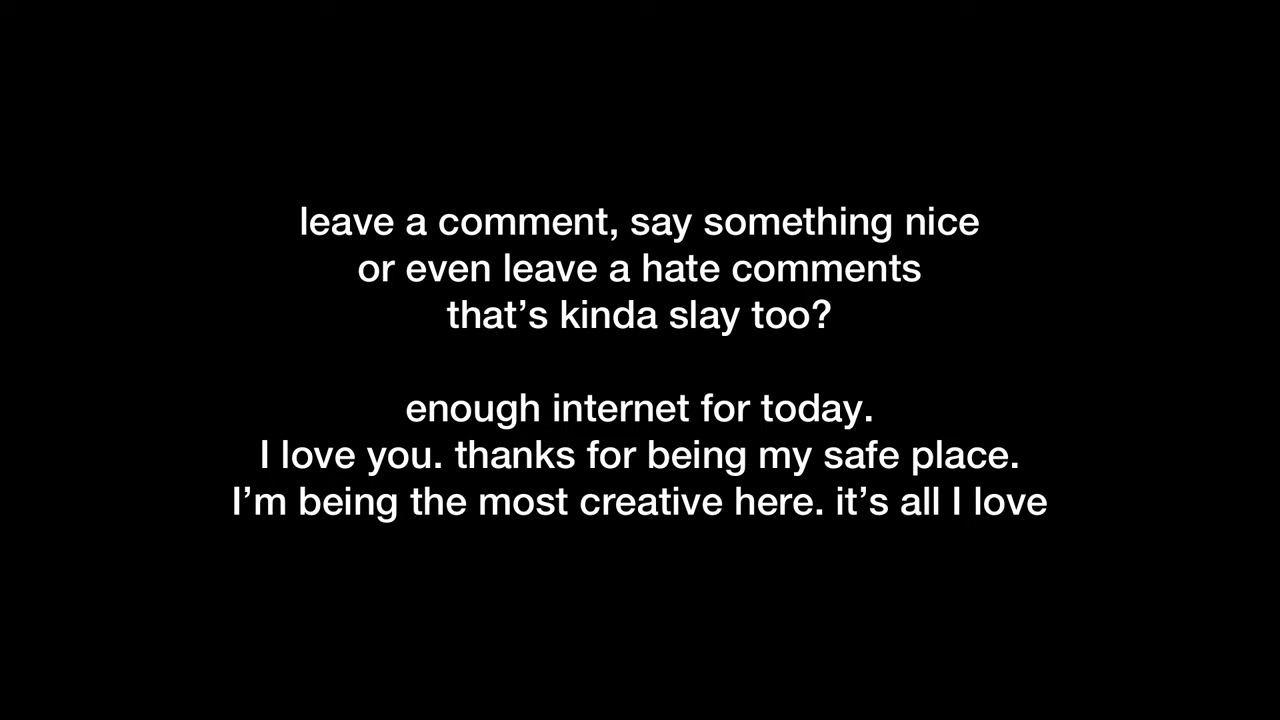 leave a comment, say something nice
or even leave a hate comments
that’s kinda slay too?
enough internet for today.
I love you. thanks for being my safe place.
I’m being the most creative here. it’s all I love